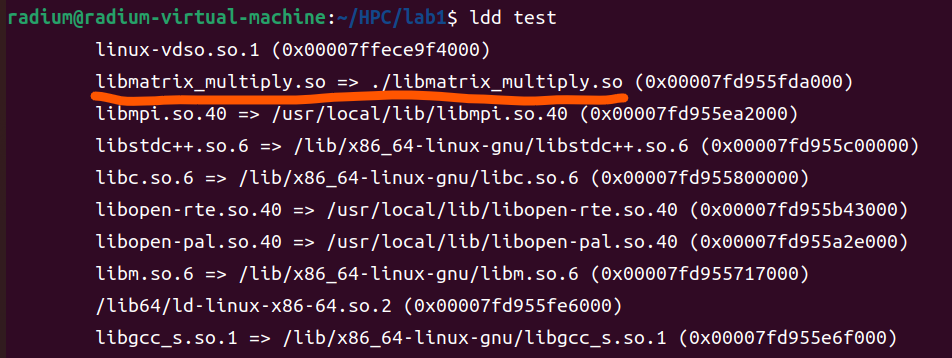 radium@radium-virtual-machine:~/HPC/lab1$ ldd test
linux-vdso.so.1 (0x00007ffece9f4000)
libmatrix_multiply.so => ./libmatrix_multiply.so (0x00007fd955fda000)
libmpi.so.40 => /usr/local/lib/libmpi.so.40 (0x00007fd955ea2000)
libstdc++.so.6 => /lib/x86_64-linux-gnu/libstdc++.so.6 (0x00007fd955c00000)
libc.so.6 => /lib/x86_64-linux-gnu/libc.so.6 (0x00007fd955800000)
libopen-rte.so.40 => /usr/local/lib/libopen-rte.so.40 (0x00007fd955b43000)
libopen-pal.so.40 => /usr/local/lib/libopen-pal.so.40 (0x00007fd955a2e000)
libm.so.6 => /lib/x86_64-linux-gnu/libm.so.6 (0x00007fd955717000)
/lib64/ld-linux-x86-64.so.2 (0x00007fd955fe6000)
libgcc_s.so.1 => /lib/x86_64-linux-gnu/libgcc_s.so.1 (0x00007fd955e6f000)